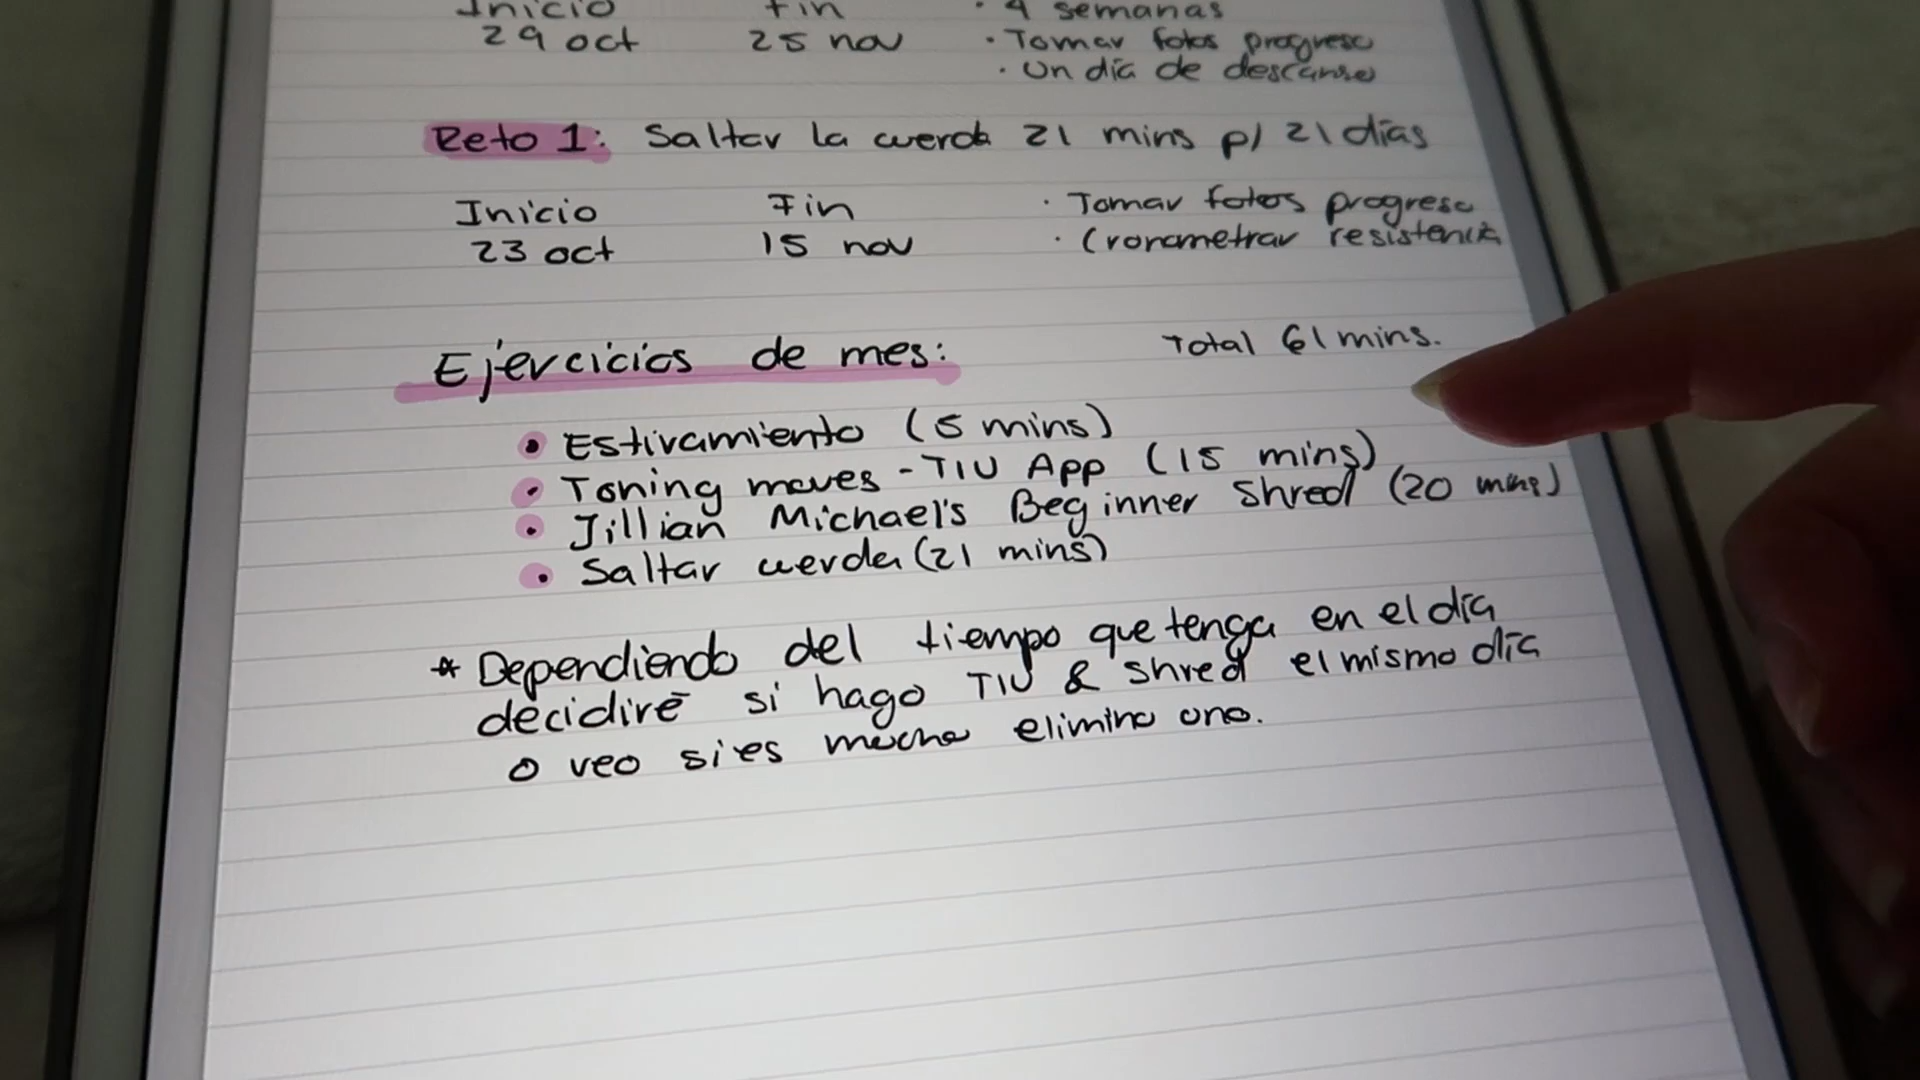 Inicio Fin · 4 semanas
29 oct 25 nov · Tomar fotos progreso
· Un día de descanso
Reto 1: Saltar la cuerda 21 mins p/ 21 días
Inicio Fin · Tomar fotos progreso
23 oct 15 nov · Cronometrar resistencia
Ejercicios de mes: Total 61 mins.
• Estiramiento (5 mins)
• Toning moves - TIU App (15 mins)
• Jillian Michael's Beginner Shred (20 mins)
• Saltar cuerda (21 mins)
* Dependiendo del tiempo que tenga en el día
decidiré si hago TIU & Shred el mismo día
o veo si es mucho elimino uno.